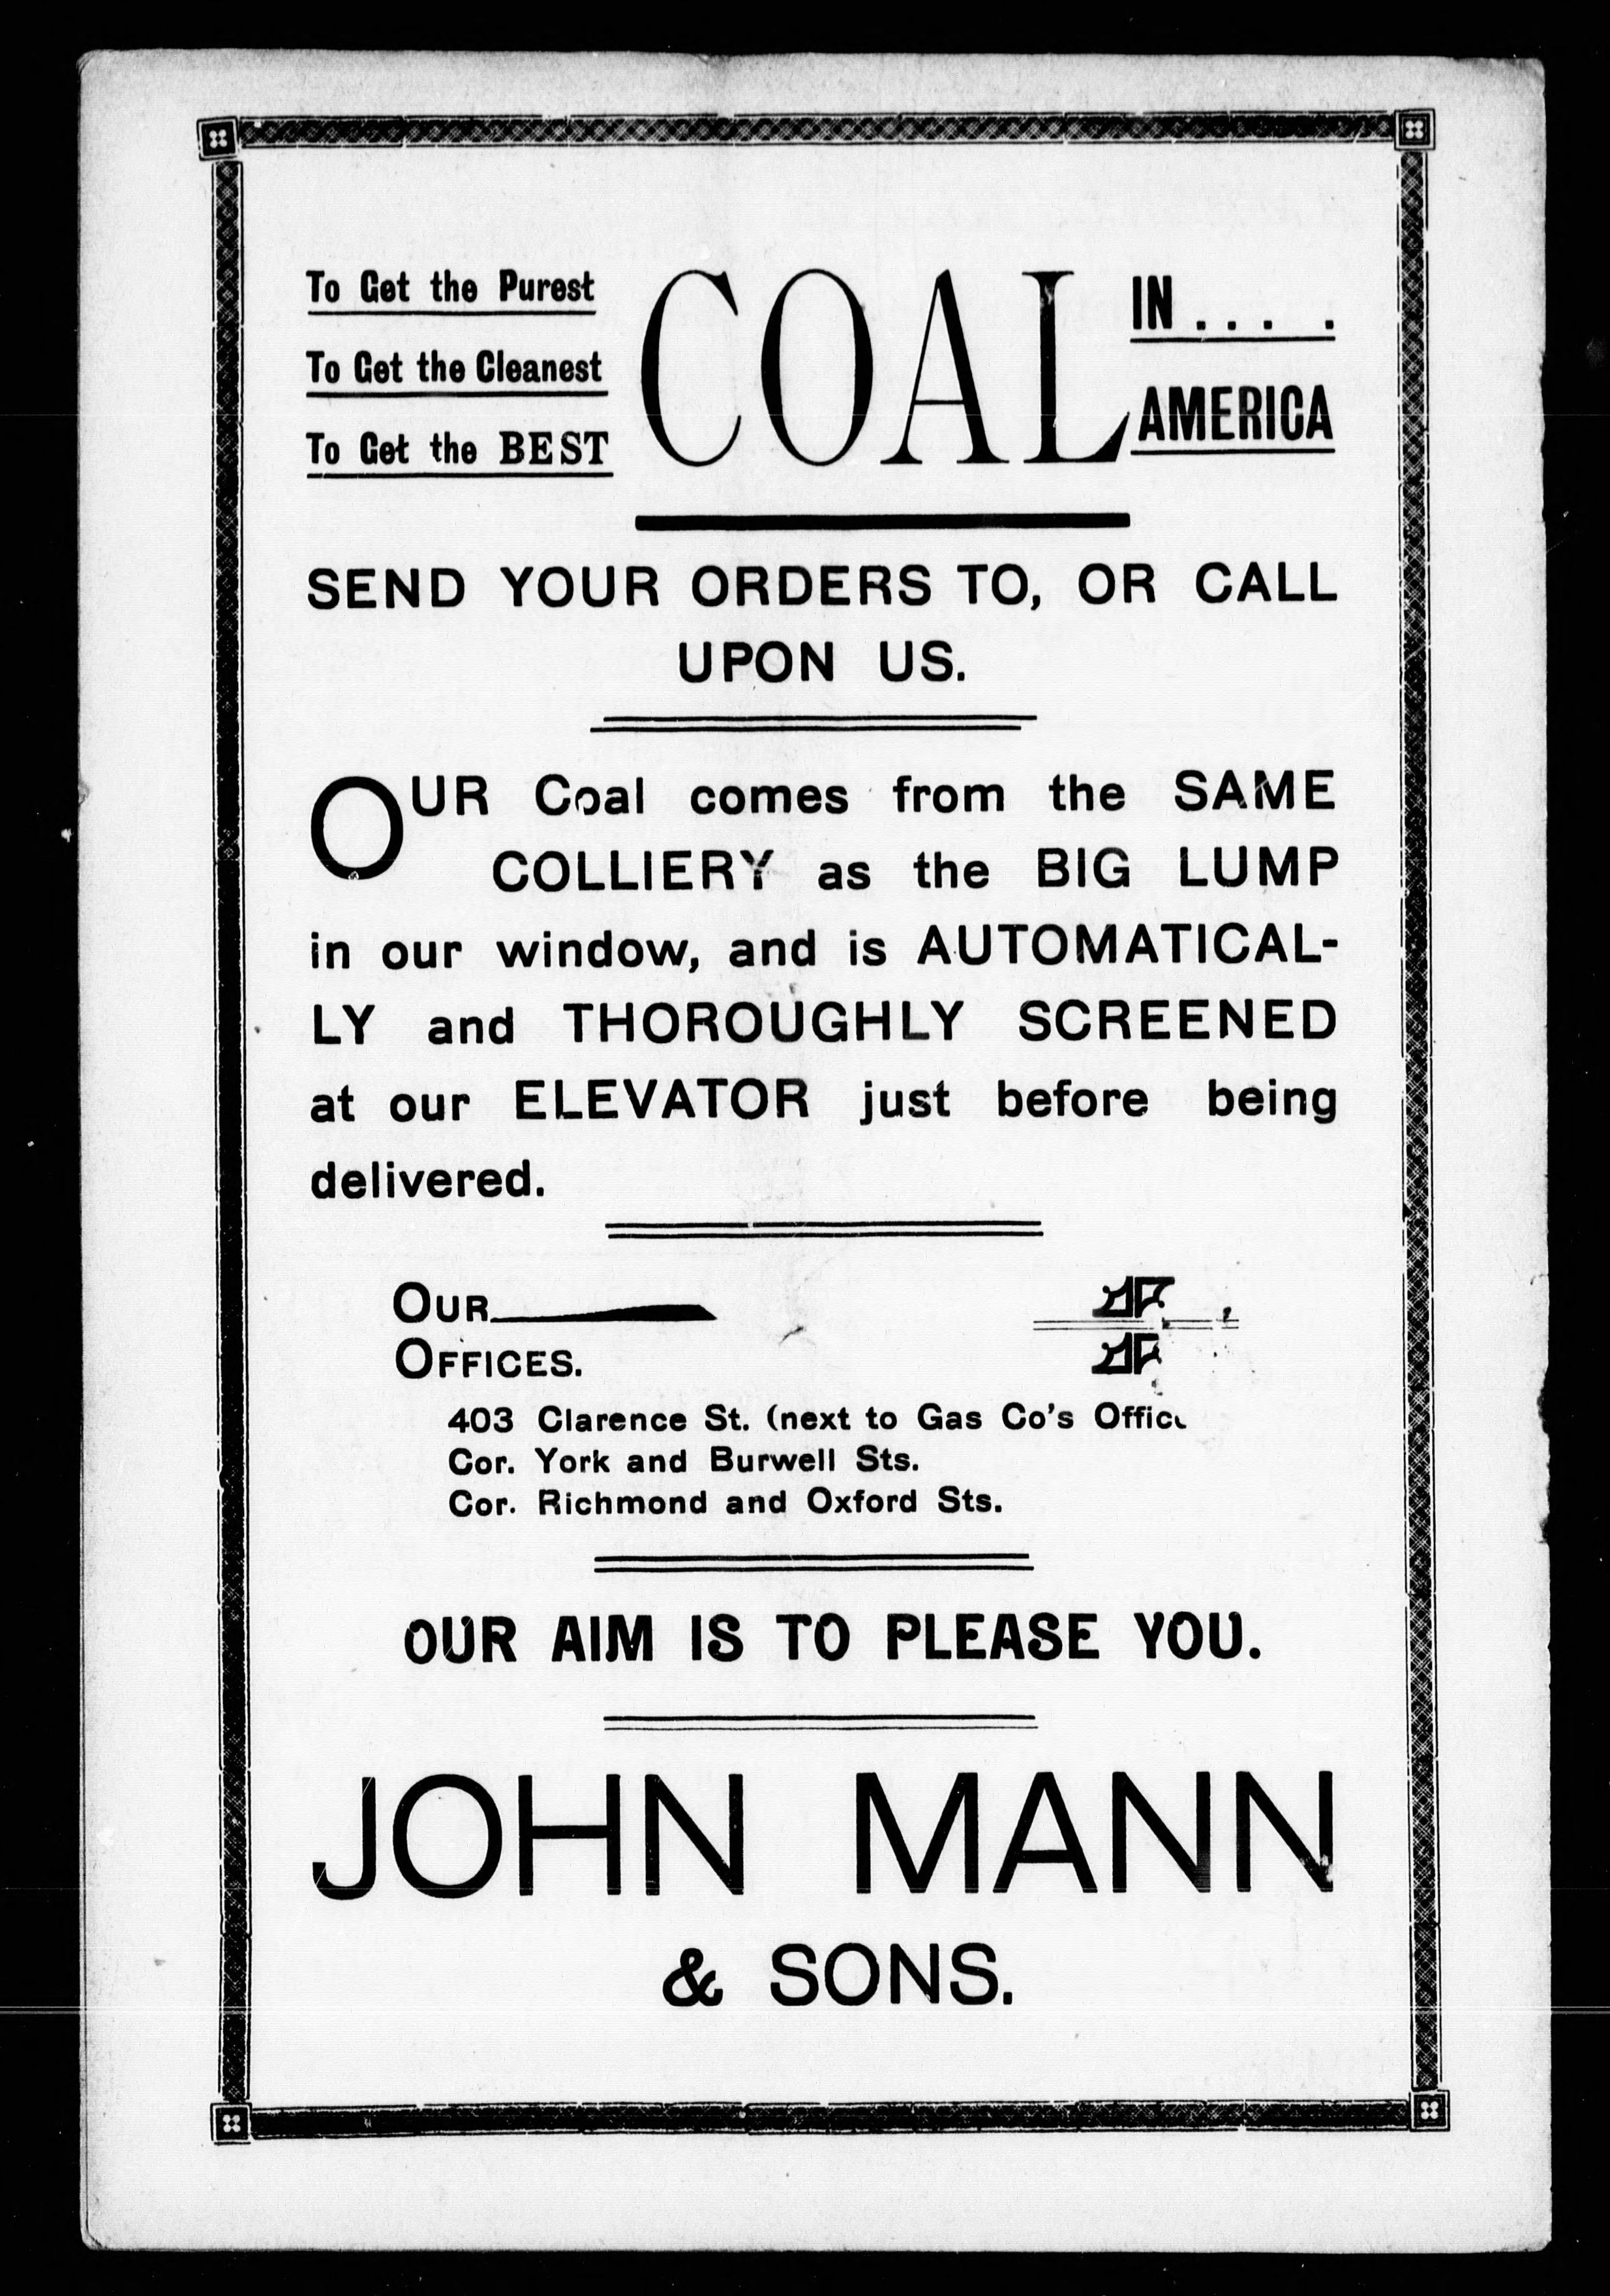 To Get the Purest
To Get the Cleanest
To Get the BEST
COAL
IN . . . .
AMERICA
SEND YOUR ORDERS TO, OR CALL
UPON US.
OUR Coal comes from the SAME
COLLIERY as the BIG LUMP
in our window, and is AUTOMATICAL-
LY and THOROUGHLY SCREENED
at our ELEVATOR just before being
delivered.
OUR
OFFICES.
403 Clarence St. (next to Gas Co's Office
Cor. York and Burwell Sts.
Cor. Richmond and Oxford Sts.
OUR AIM IS TO PLEASE YOU.
JOHN MANN
& SONS.